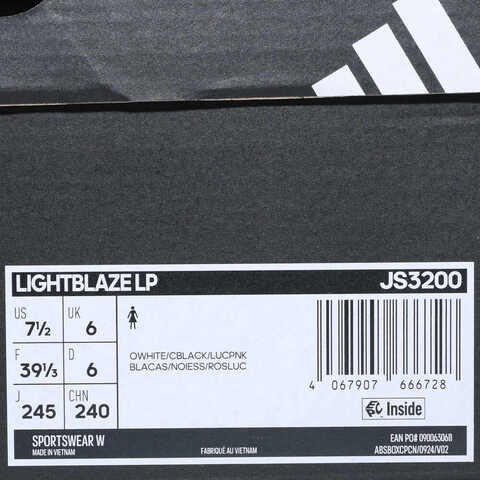 LIGHTBLAZE LP JS3200
US 7½ UK 6
F 39⅓ D 6
J 245 CHN 240
OWHITE/CBLACK/LUCPNK
BLACAS/NOIESS/ROSLUC
4 067907 666728
Inside
SPORTSWEAR W
MADE IN VIETNAM
FABRIQUÉ AU VIETNAM
EAN PO# 0900630611
ABSBOXCPCN/0924/V02